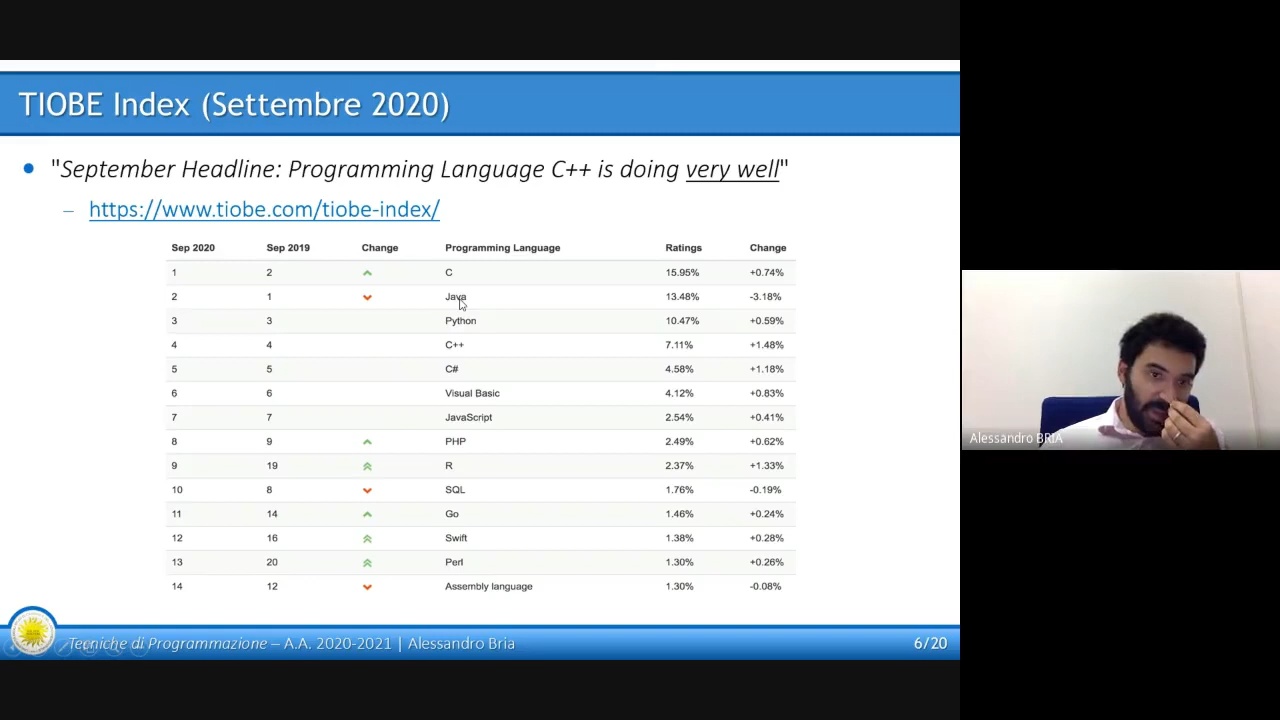 TIOBE Index (Settembre 2020)
"September Headline: Programming Language C++ is doing very well"
https://www.tiobe.com/tiobe-index/
Sep 2020 Sep 2019 Change Programming Language Ratings Change
1 2 C 15.95% +0.74%
2 1 Java 13.48% -3.18%
3 3 Python 10.47% +0.59%
4 4 C++ 7.11% +1.48%
5 5 C# 4.58% +1.18%
6 6 Visual Basic 4.12% +0.83%
7 7 JavaScript 2.54% +0.41%
8 9 PHP 2.49% +0.62%
9 19 R 2.37% +1.33%
10 8 SQL 1.76% -0.19%
11 14 Go 1.46% +0.24%
12 16 Swift 1.38% +0.28%
13 20 Perl 1.30% +0.26%
14 12 Assembly language 1.30% -0.08%
Tecniche di Programmazione – A.A. 2020-2021 | Alessandro Bria
6/20
Alessandro BRIA